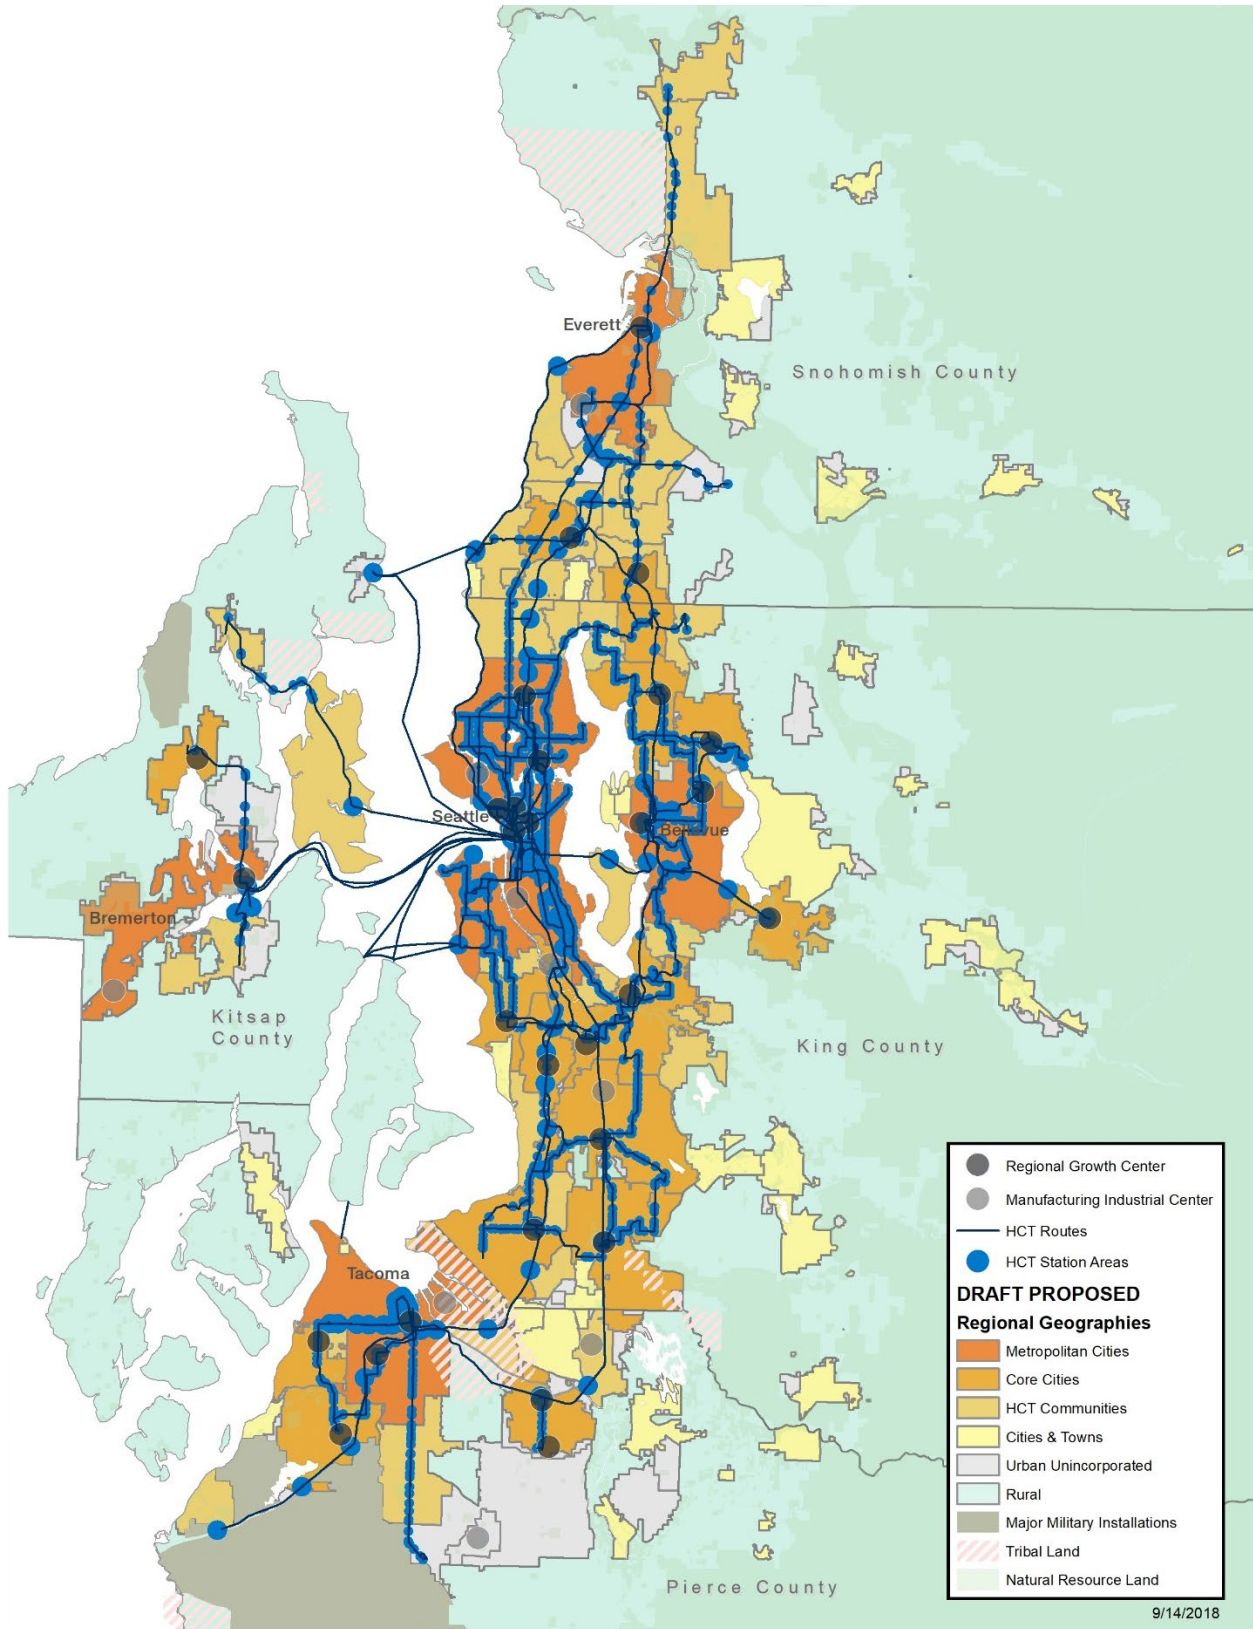 Everett
Snohomish County
Seattle
Bellevue
Bremerton
Kitsap
County
King County
Tacoma
Pierce County
Regional Growth Center
Manufacturing Industrial Center
HCT Routes
HCT Station Areas
DRAFT PROPOSED
Regional Geographies
Metropolitan Cities
Core Cities
HCT Communities
Cities & Towns
Urban Unincorporated
Rural
Major Military Installations
Tribal Land
Natural Resource Land
9/14/2018